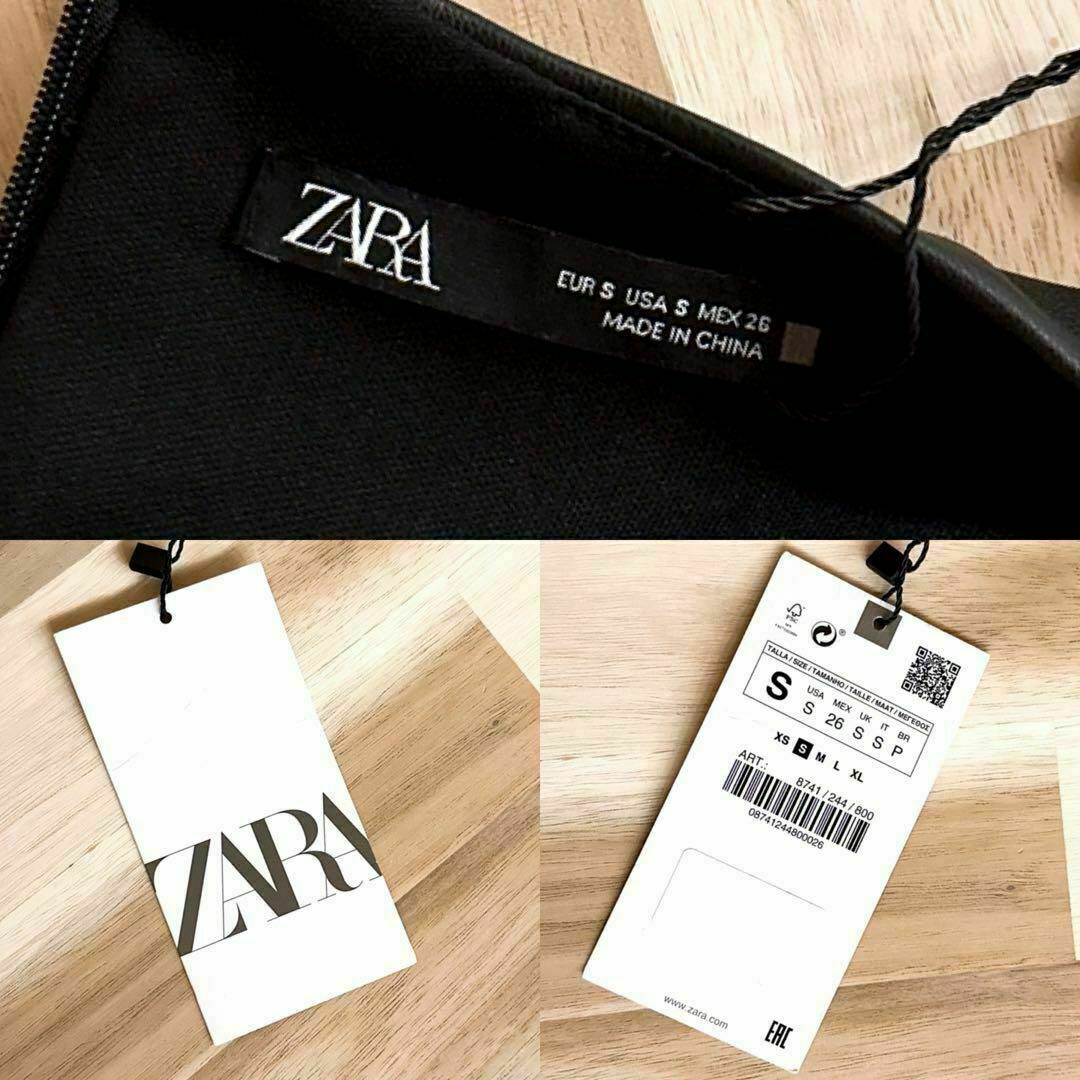 ZARA
EUR S USA S MEX 26
MADE IN CHINA
ZARA
FSC
®
TALLA / SIZE / TAMANHO / TAILLE / MAAT / ΜΕΓΕΘΟΣ
S
USA MEX UK IT BR
S 26 S S P
XS S M L XL
ART.:
8741 / 244 / 800
08741244800026
www.zara.com
EAC